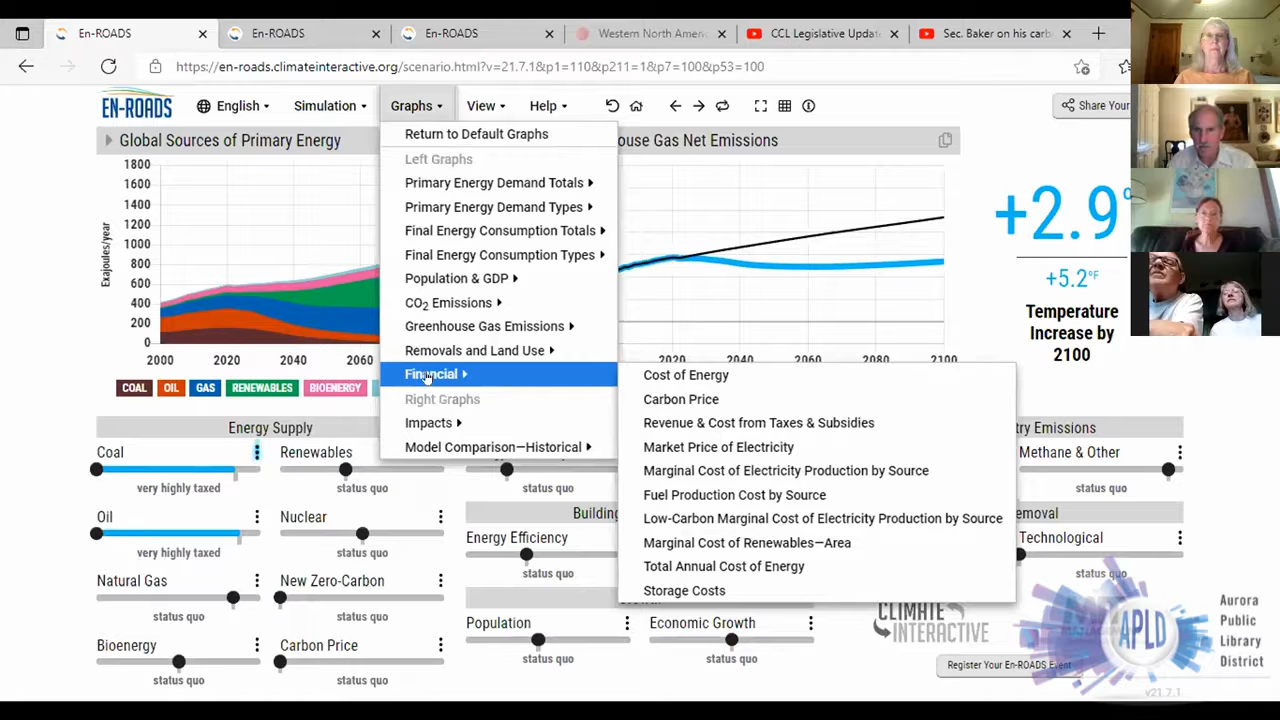 En-ROADS
En-ROADS
En-ROADS
Western North Ameri
CCL Legislative Updat
Sec. Baker on his carb
https://en-roads.climateinteractive.org/scenario.html?v=21.7.1&p1=110&p211=1&p7=100&p53=100
EN-ROADS
English
Simulation
Graphs
View
Help
Share Your
Global Sources of Primary Energy
ouse Gas Net Emissions
Return to Default Graphs
Left Graphs
Primary Energy Demand Totals
Primary Energy Demand Types
Final Energy Consumption Totals
Final Energy Consumption Types
Population & GDP
CO2 Emissions
Greenhouse Gas Emissions
Removals and Land Use
Financial
Right Graphs
Impacts
Model Comparison—Historical
Cost of Energy
Carbon Price
Revenue & Cost from Taxes & Subsidies
Market Price of Electricity
Marginal Cost of Electricity Production by Source
Fuel Production Cost by Source
Low-Carbon Marginal Cost of Electricity Production by Source
Marginal Cost of Renewables—Area
Total Annual Cost of Energy
Storage Costs
Exajoules/year
1800
1600
1400
1200
1000
800
600
400
200
0
2000 2020 2040 2060
2020 2040 2060 2080 2100
COAL OIL GAS RENEWABLES BIOENERGY
+2.9°
+5.2°F
Temperature
Increase by
2100
Energy Supply
Coal
very highly taxed
Renewables
status quo
status quo
Oil
very highly taxed
Nuclear
status quo
Natural Gas
status quo
New Zero-Carbon
status quo
Bioenergy
status quo
Carbon Price
status quo
Building
Energy Efficiency
status quo
Population
status quo
Economic Growth
status quo
try Emissions
Methane & Other
status quo
emoval
Technological
status quo
CLIMATE
INTERACTIVE
Register Your En-ROADS Event
APLD
Aurora
Public
Library
District
v21.7.1